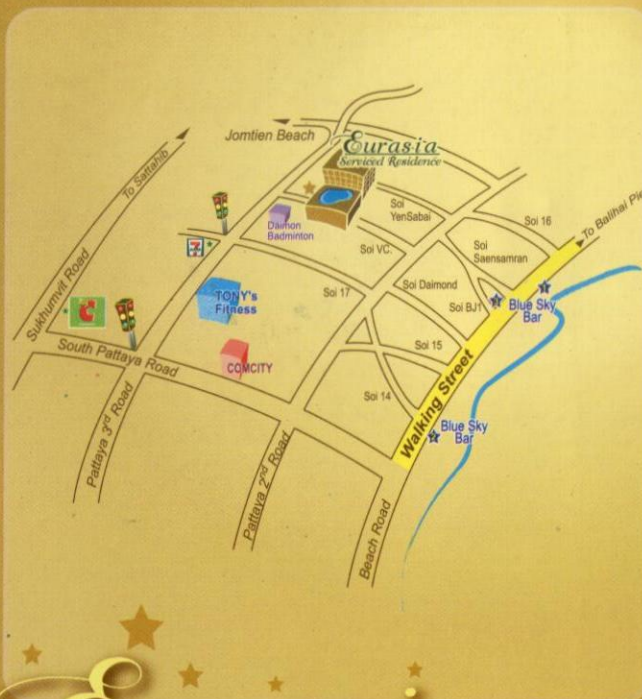 Jomtien Beach
Eurasia
Serviced Residence
To Sattahib
Soi
YenSabai
Soi 16
To Balihai Pie
Daimon
Badminton
7
Soi VC.
Soi
Saensamran
Sukhumvit Road
TONY's
Fitness
Soi 17
Soi Daimond
Soi BJ1
Blue Sky
Bar
South Pattaya Road
COMCITY
Soi 15
Soi 14
Walking Street
Blue Sky
Bar
Pattaya 3rd Road
Pattaya 2nd Road
Beach Road